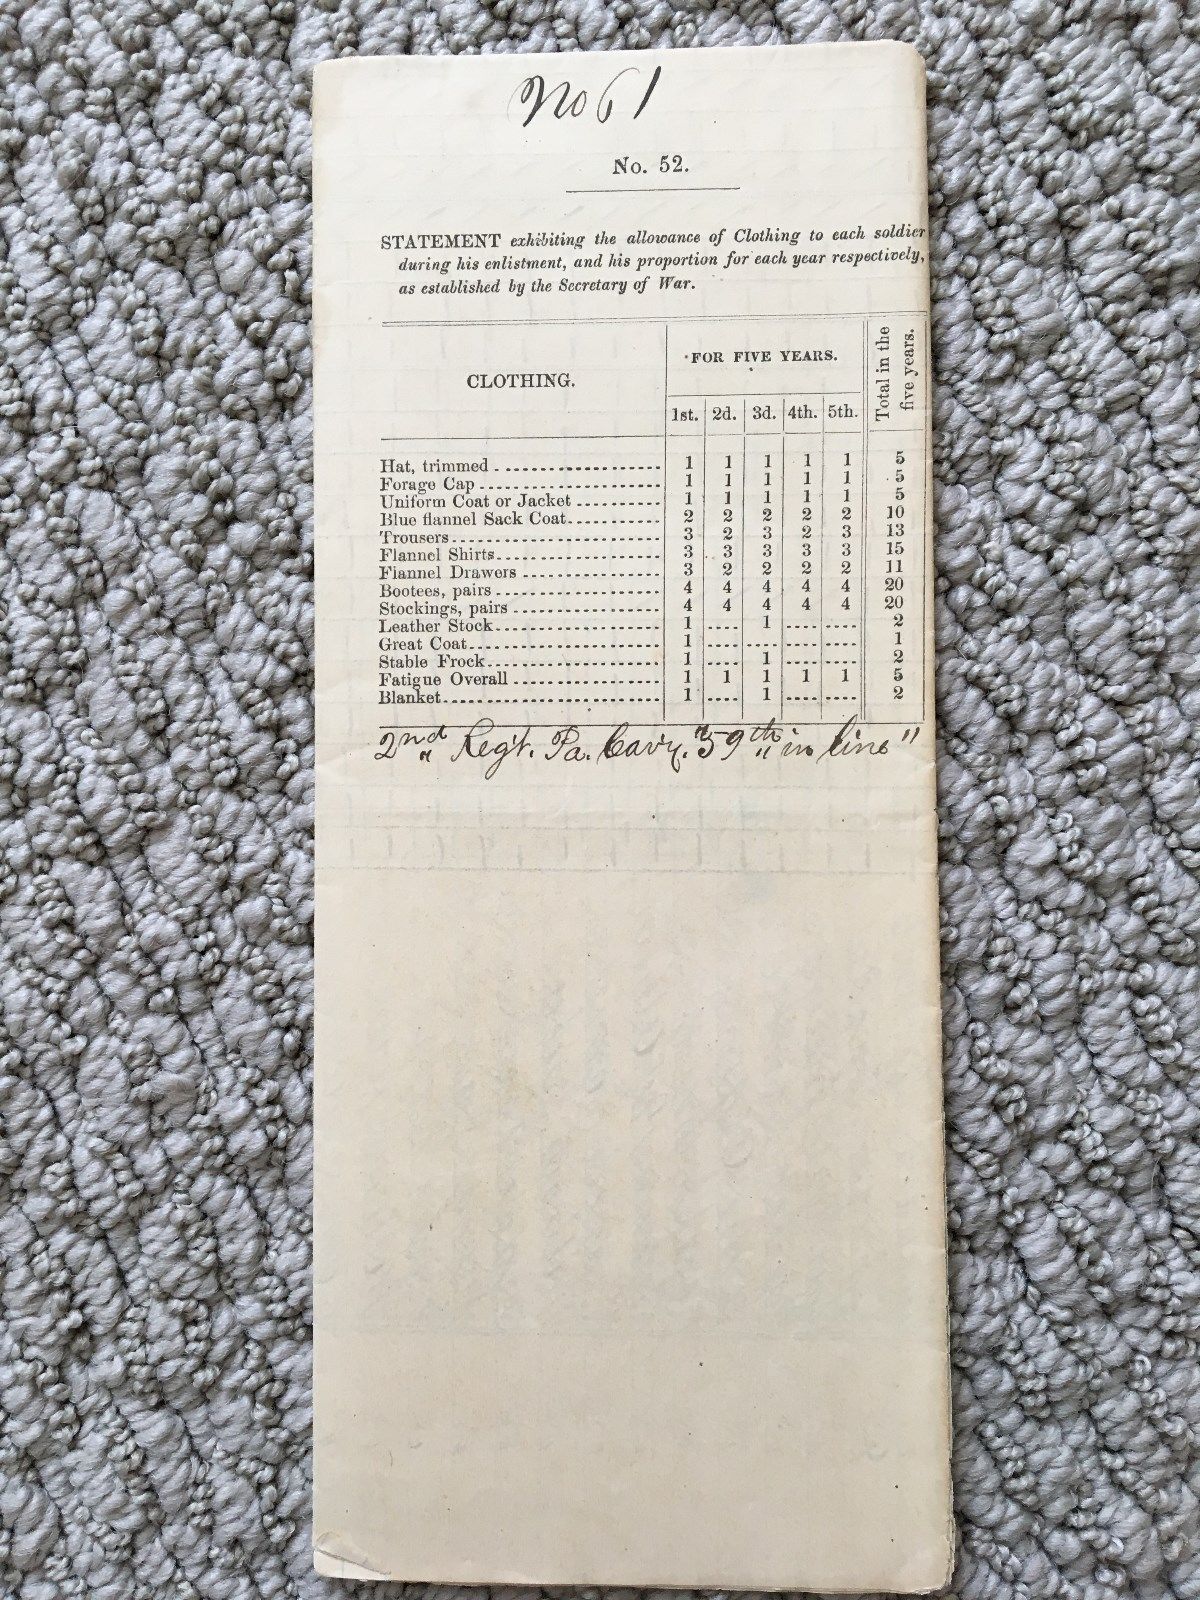 No 61
No. 52.
STATEMENT exhibiting the allowance of Clothing to each soldier
during his enlistment, and his proportion for each year respectively,
as established by the Secretary of War.
CLOTHING. FOR FIVE YEARS. Total in the five years.
1st. 2d. 3d. 4th. 5th.
Hat, trimmed 1 1 1 1 1 5
Forage Cap 1 1 1 1 1 5
Uniform Coat or Jacket 1 1 1 1 1 5
Blue flannel Sack Coat 2 2 2 2 2 10
Trousers 3 2 3 2 3 13
Flannel Shirts 3 3 3 3 3 15
Flannel Drawers 3 2 2 2 2 11
Bootees, pairs 4 4 4 4 4 20
Stockings, pairs 4 4 4 4 4 20
Leather Stock 1 .... 1 .... .... 2
Great Coat 1 .... .... .... .... 1
Stable Frock 1 .... 1 .... .... 2
Fatigue Overall 1 1 1 1 1 5
Blanket 1 .... 1 .... .... 2
2nd Regt. Pa. Cavy. "59th in line"